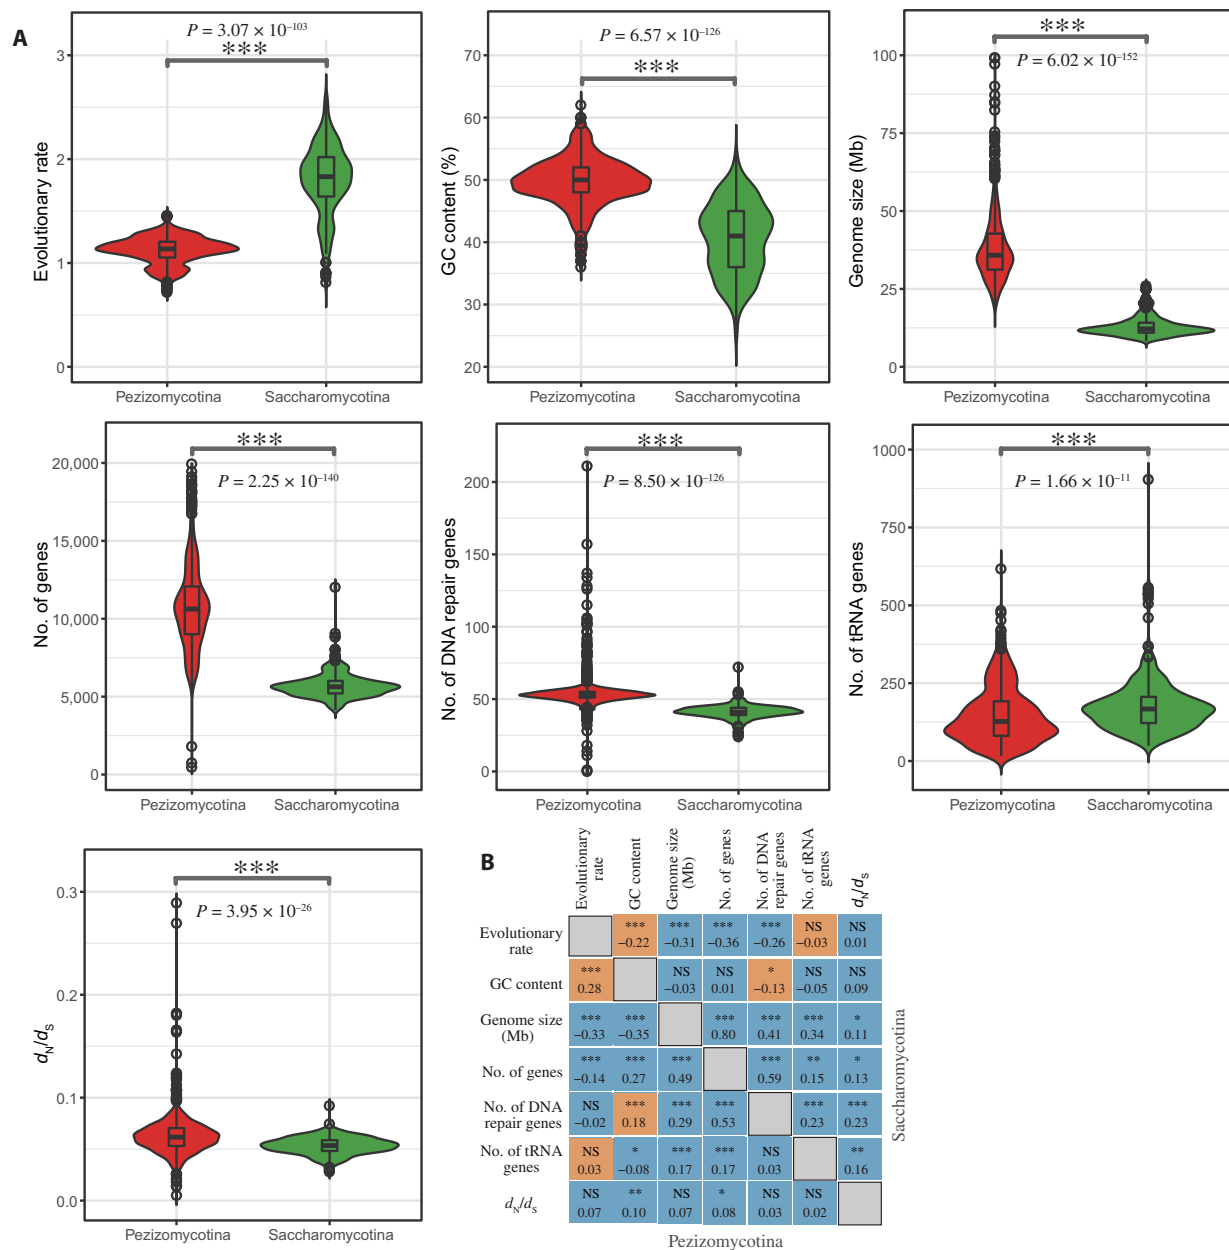 A
P = 3.07 × 10–103
***
Evolutionary rate
3
2
1
0
Pezizomycotina
Saccharomycotina
P = 6.57 × 10–126
***
GC content (%)
70
60
50
40
30
20
Pezizomycotina
Saccharomycotina
***
P = 6.02 × 10–152
Genome size (Mb)
100
75
50
25
0
Pezizomycotina
Saccharomycotina
***
P = 2.25 × 10–140
No. of genes
20,000
15,000
10,000
5,000
0
Pezizomycotina
Saccharomycotina
***
P = 8.50 × 10–126
No. of DNA repair genes
200
150
100
50
0
Pezizomycotina
Saccharomycotina
***
P = 1.66 × 10–11
No. of tRNA genes
1000
750
500
250
0
Pezizomycotina
Saccharomycotina
***
P = 3.95 × 10–26
dN/dS
0.3
0.2
0.1
0.0
Pezizomycotina
Saccharomycotina
B
Evolutionary
rate
GC content
Genome size
(Mb)
No. of genes
No. of DNA
repair genes
No. of tRNA
genes
dN/dS
*** *** *** *** NS NS
Evolutionary
rate
−0.22 −0.31 −0.36 −0.26 −0.03 0.01
*** NS NS * NS NS
GC content
0.28 −0.03 0.01 −0.13 −0.05 0.09
*** *** *** *** *** *
Genome size
(Mb)
−0.33 −0.35 0.80 0.41 0.34 0.11
*** *** *** *** ** *
No. of genes
−0.14 0.27 0.49 0.59 0.15 0.13
NS *** *** *** *** ***
No. of DNA
repair genes
−0.02 0.18 0.29 0.53 0.23 0.23
NS * *** *** NS **
No. of tRNA
genes
0.03 −0.08 0.17 0.17 0.03 0.16
NS ** NS * NS NS
dN/dS
0.07 0.10 0.07 0.08 0.03 0.02
Saccharomycotina
Pezizomycotina